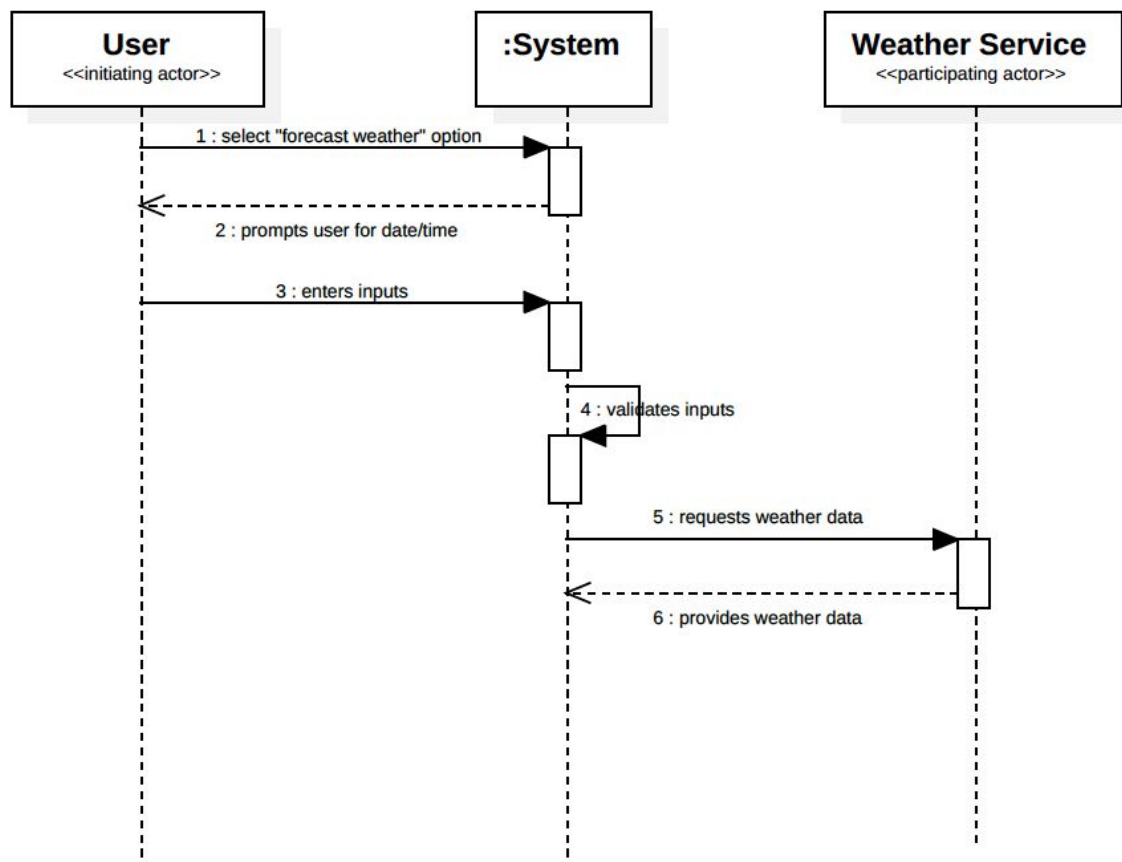 User
<<initiating actor>>
:System
Weather Service
<<participating actor>>
1 : select "forecast weather" option
2 : prompts user for date/time
3 : enters inputs
4 : validates inputs
5 : requests weather data
6 : provides weather data